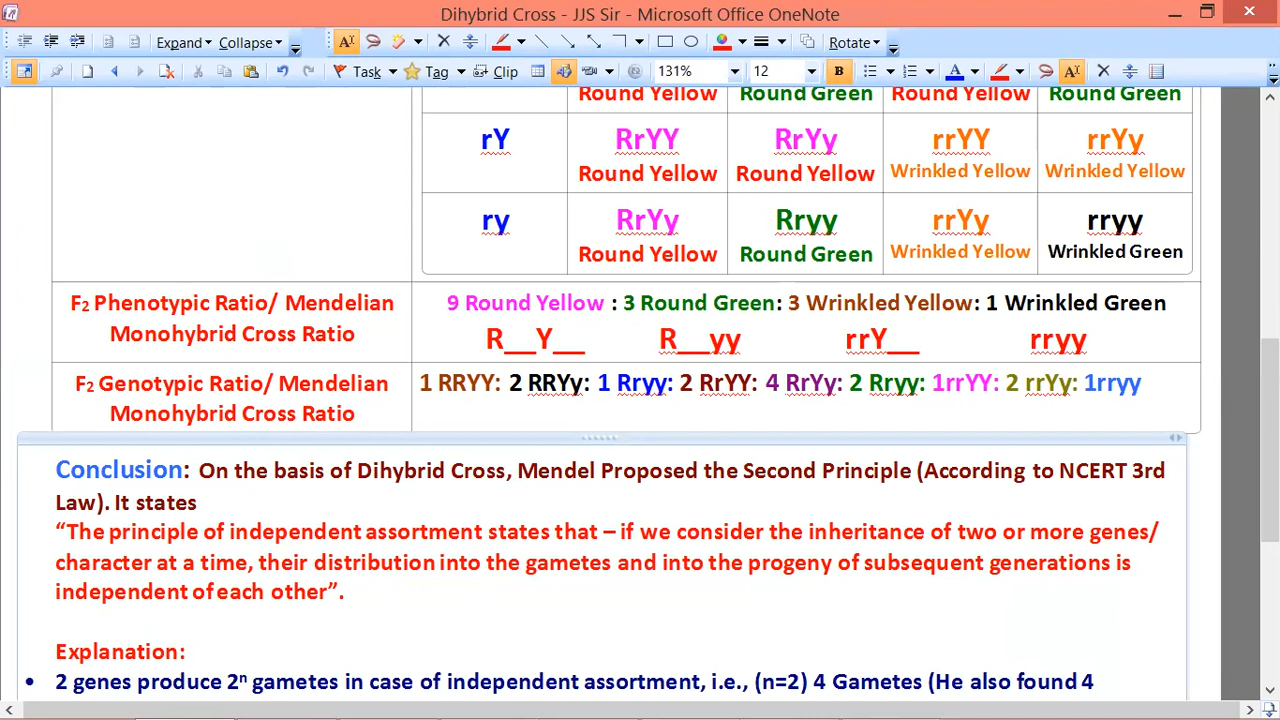 Dihybrid Cross - JJS Sir - Microsoft Office OneNote
Expand Collapse Rotate
Task Tag Clip 131% 12 B A
Round Yellow Round Green Round Yellow Round Green
rY RrYY RrYy rrYY rrYy
Round Yellow Round Yellow Wrinkled Yellow Wrinkled Yellow
ry RrYy Rryy rrYy rryy
Round Yellow Round Green Wrinkled Yellow Wrinkled Green
F2 Phenotypic Ratio/ Mendelian 9 Round Yellow : 3 Round Green: 3 Wrinkled Yellow: 1 Wrinkled Green
Monohybrid Cross Ratio R__Y__ R__yy rrY__ rryy
F2 Genotypic Ratio/ Mendelian 1 RRYY: 2 RRYy: 1 Rryy: 2 RrYY: 4 RrYy: 2 Rryy: 1rrYY: 2 rrYy: 1rryy
Monohybrid Cross Ratio
Conclusion: On the basis of Dihybrid Cross, Mendel Proposed the Second Principle (According to NCERT 3rd
Law). It states
“The principle of independent assortment states that – if we consider the inheritance of two or more genes/
character at a time, their distribution into the gametes and into the progeny of subsequent generations is
independent of each other”.
Explanation:
• 2 genes produce 2ⁿ gametes in case of independent assortment, i.e., (n=2) 4 Gametes (He also found 4